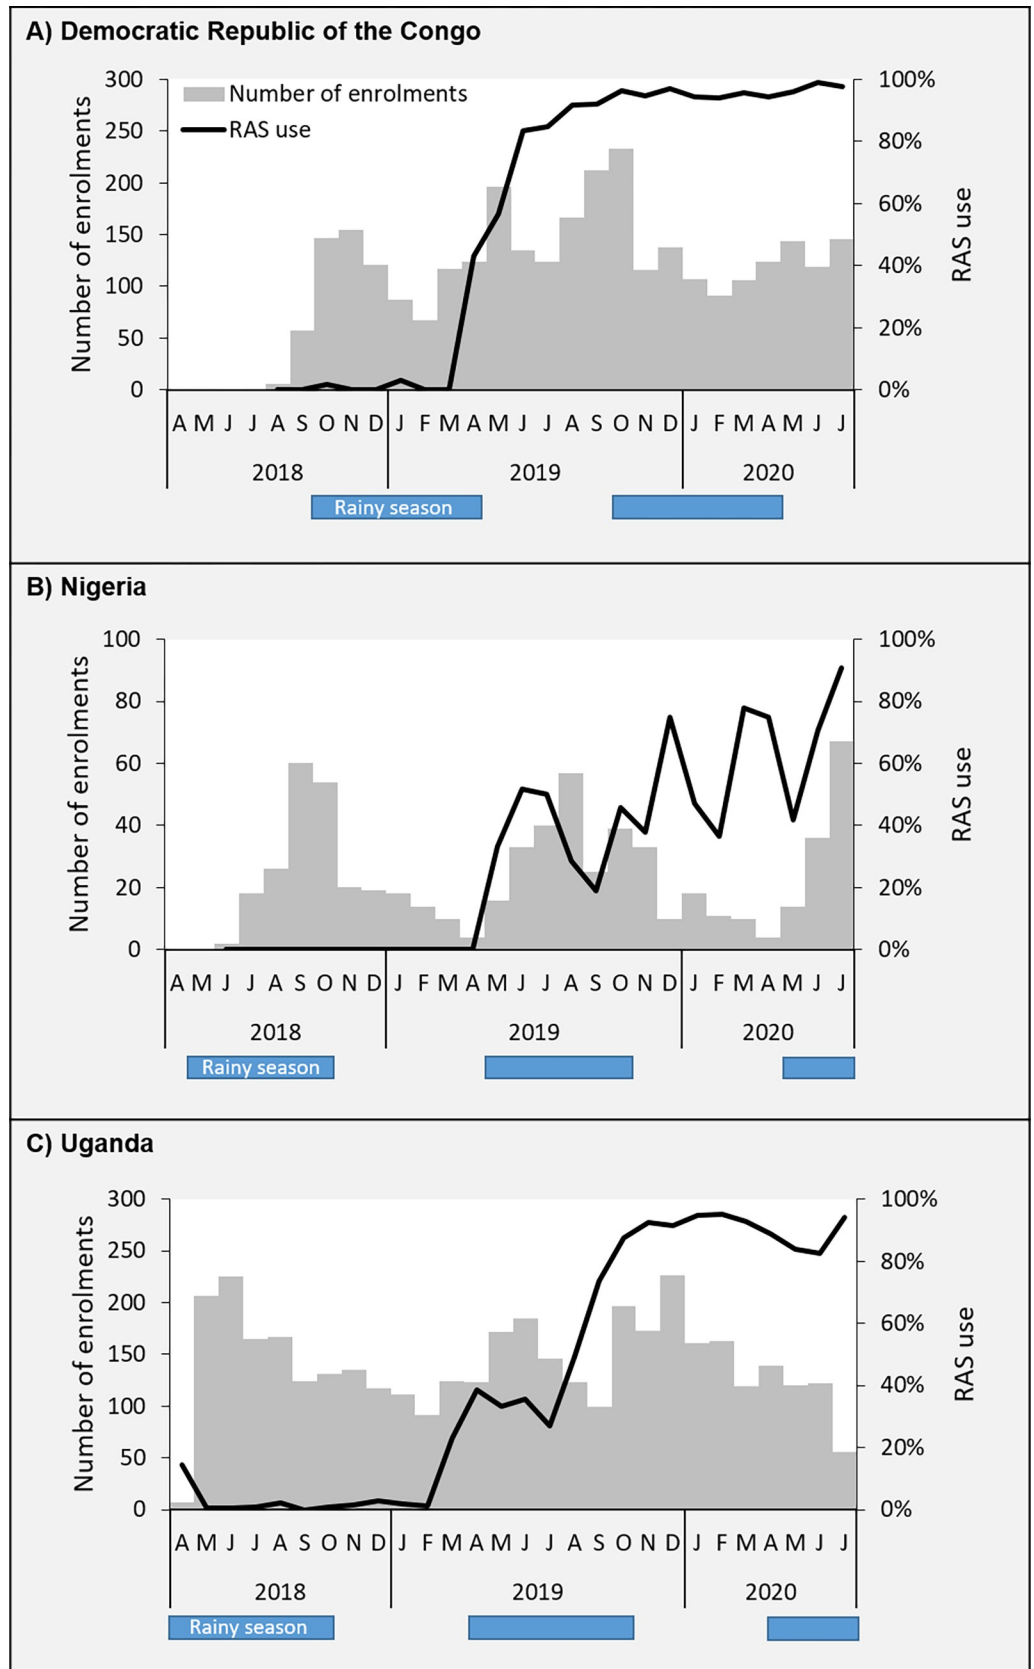 A) Democratic Republic of the Congo
300
250
200
150
100
50
0
Number of enrolments
Number of enrolments
RAS use
100%
80%
60%
40%
20%
0%
RAS use
A M J J A S O N D J F M A M J J A S O N D J F M A M J J
2018 2019 2020
Rainy season
B) Nigeria
100
80
60
40
20
0
Number of enrolments
100%
80%
60%
40%
20%
0%
RAS use
A M J J A S O N D J F M A M J J A S O N D J F M A M J J
2018 2019 2020
Rainy season
C) Uganda
300
250
200
150
100
50
0
Number of enrolments
100%
80%
60%
40%
20%
0%
RAS use
A M J J A S O N D J F M A M J J A S O N D J F M A M J J
2018 2019 2020
Rainy season